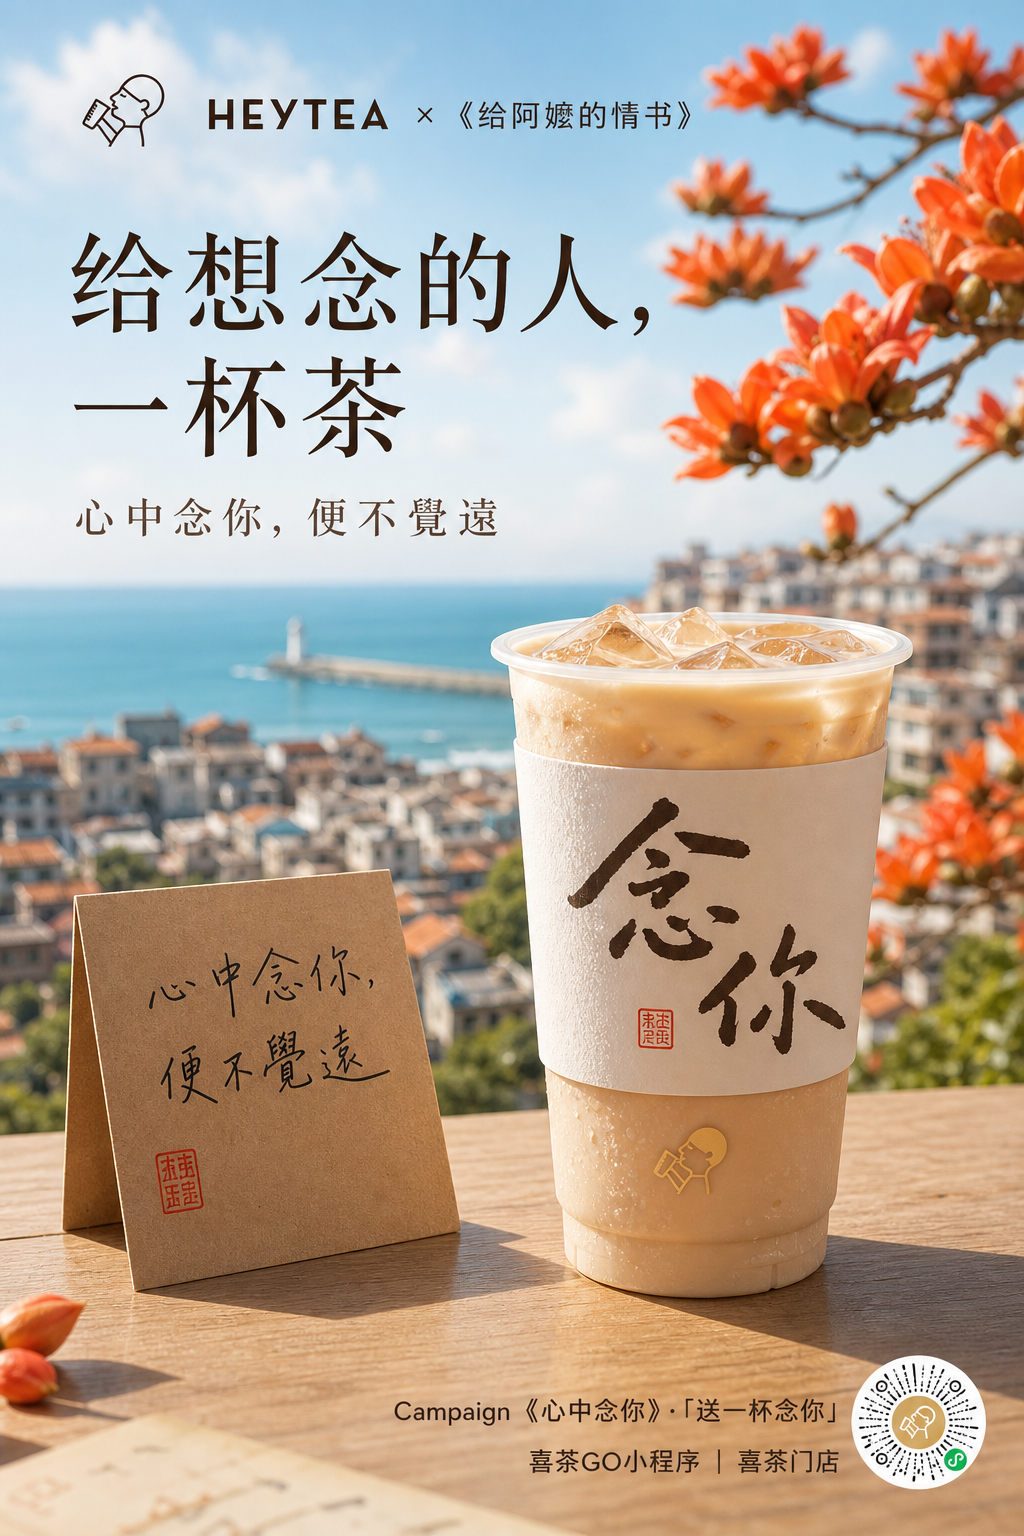 HEYTEA × 《给阿嬷的情书》
给想念的人,
一杯茶
心中念你, 便不覺遠
念你
心中念你,
便不覺遠
Campaign《心中念你》·「送一杯念你」
喜茶GO小程序 | 喜茶门店